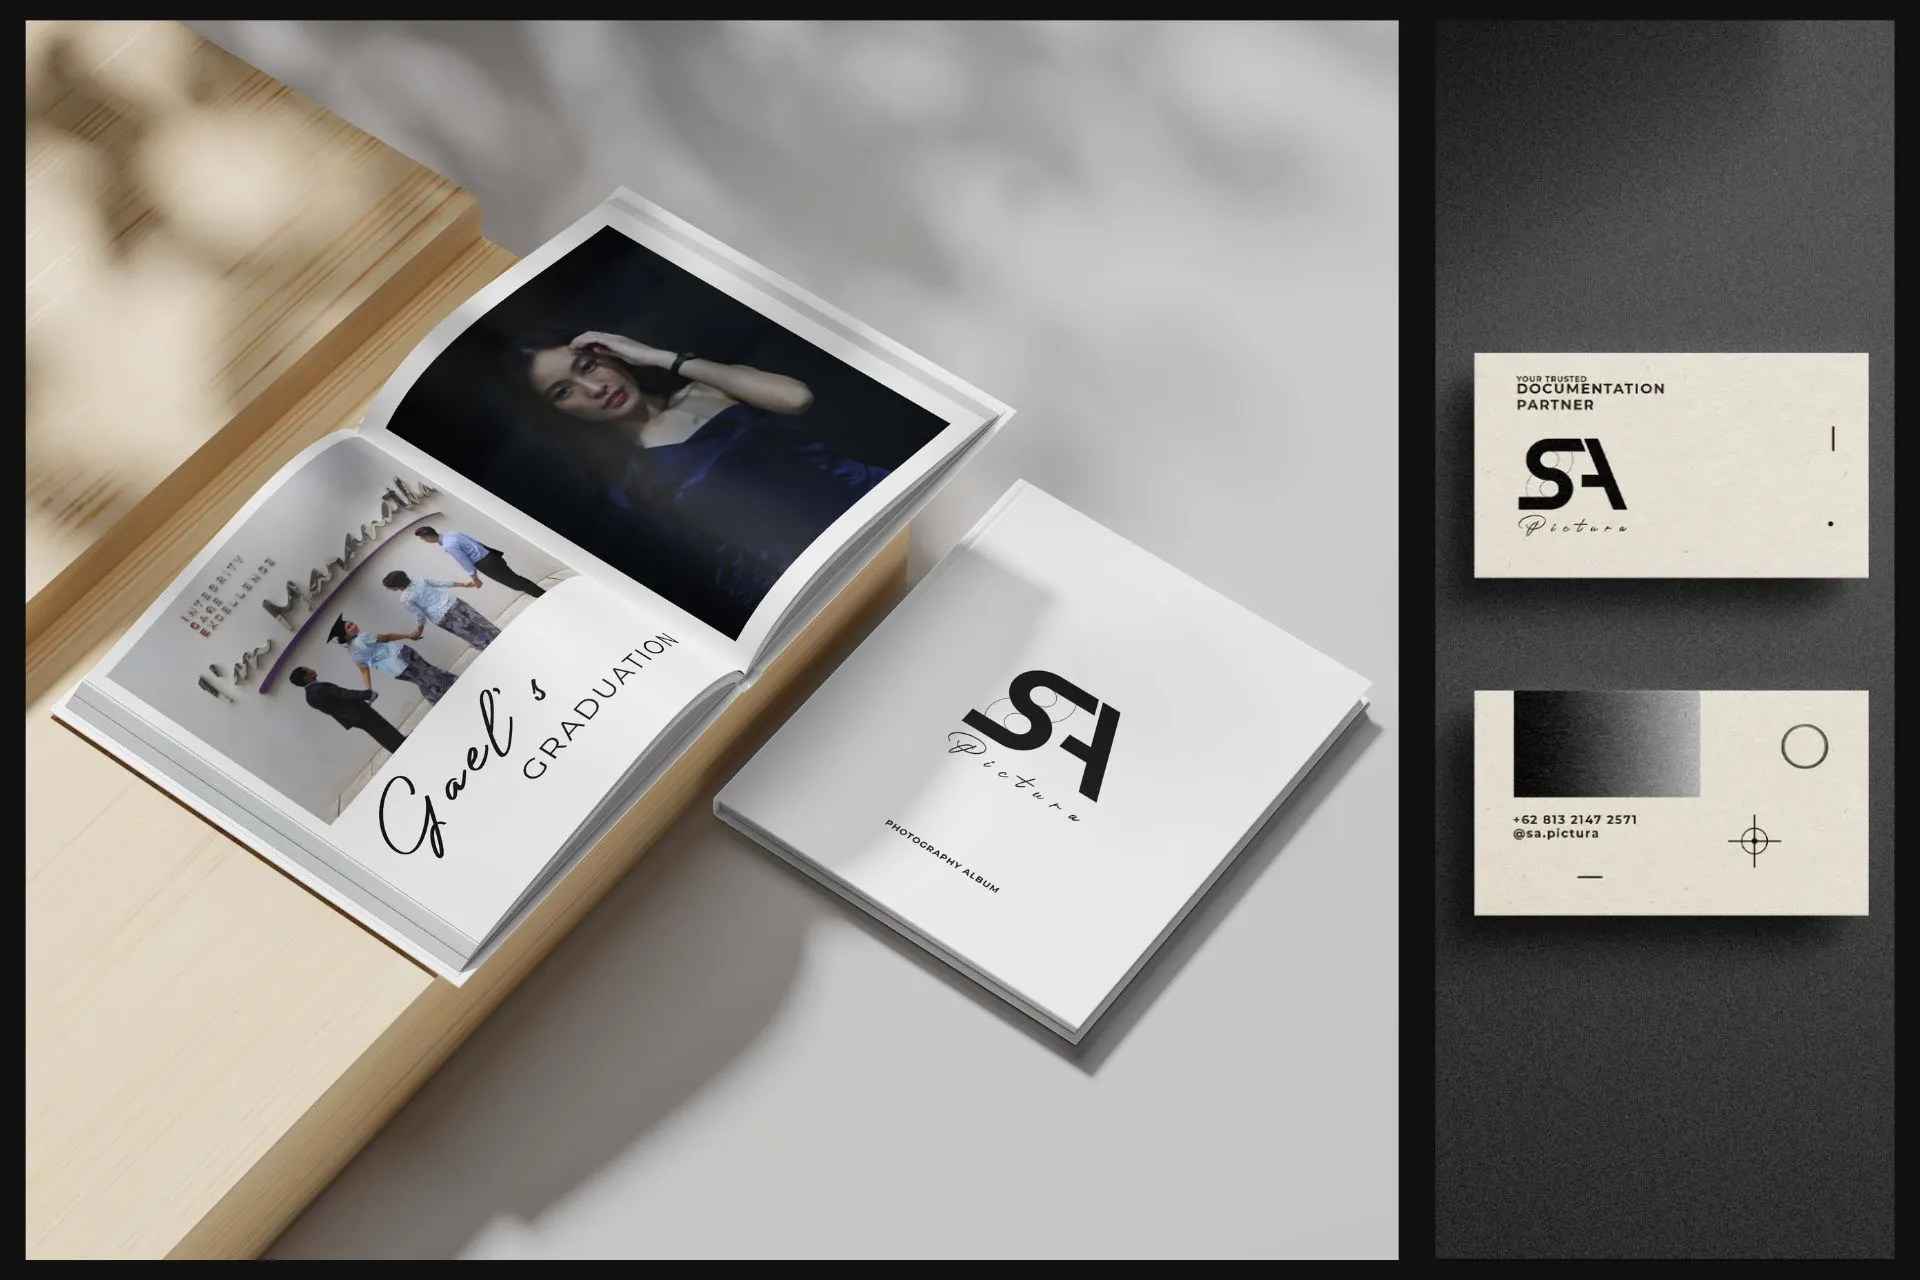 I'm Maranatha
INTEGRITY
CARE
EXCELLENCE
Gael's
GRADUATION
SA
Pictura
PHOTOGRAPHY ALBUM
YOUR TRUSTED
DOCUMENTATION
PARTNER
SA
Pictura
+62 813 2147 2571
@sa.pictura